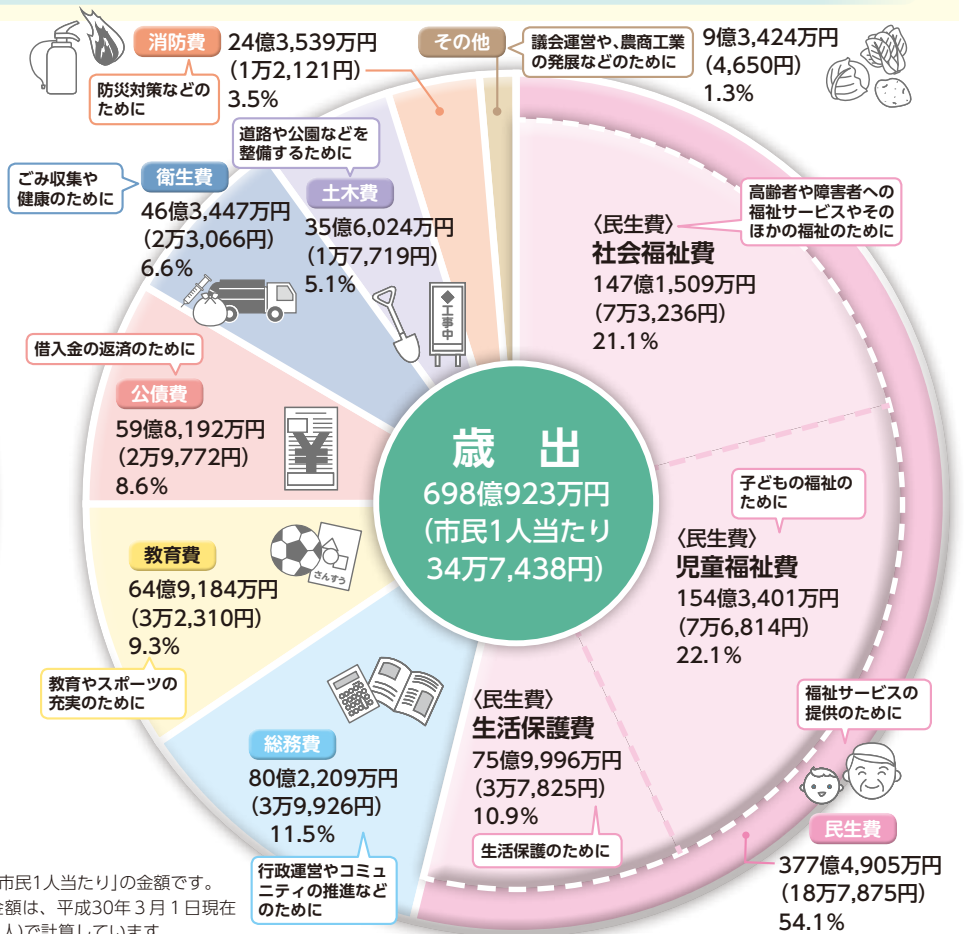 消防費
24億3,539万円
(1万2,121円)
3.5%
防災対策などの
ために
その他
議会運営や、農商工業
の発展などのために
9億3,424万円
(4,650円)
1.3%
道路や公園などを
整備するために
土木費
35億6,024万円
(1万7,719円)
5.1%
工事中
ごみ収集や
健康のために
衛生費
46億3,447万円
(2万3,066円)
6.6%
高齢者や障害者への
福祉サービスやその
ほかの福祉のために
〈民生費〉
社会福祉費
147億1,509万円
(7万3,236円)
21.1%
借入金の返済のために
公債費
59億8,192万円
(2万9,772円)
8.6%
¥
歳 出
698億923万円
(市民1人当たり
34万7,438円)
子どもの福祉の
ために
〈民生費〉
児童福祉費
154億3,401万円
(7万6,814円)
22.1%
教育費
64億9,184万円
(3万2,310円)
9.3%
さんすう
教育やスポーツの
充実のために
総務費
80億2,209万円
(3万9,926円)
11.5%
行政運営やコミュ
ニティの推進など
のために
〈民生費〉
生活保護費
75億9,996万円
(3万7,825円)
10.9%
生活保護のために
福祉サービスの
提供のために
民生費
377億4,905万円
(18万7,875円)
54.1%
市民1人当たり」の金額です。
金額は、平成30年3月1日現在
人)で計算しています。